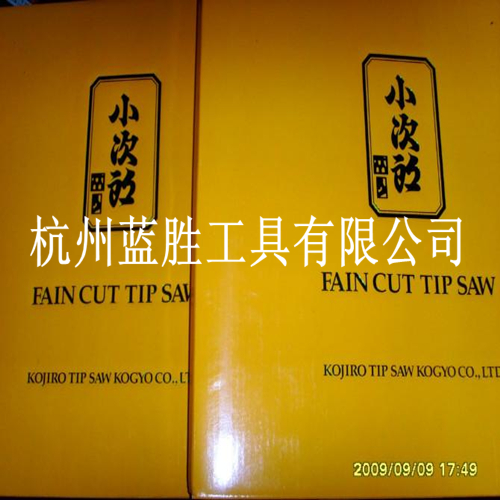 小次郎
FAIN CUT TIP SAW
KOJIRO TIP SAW KOGYO CO., LT
小次郎
FAIN CUT TIP SAW
KOJIRO TIP SAW KOGYO CO., LTD
杭州蓝胜工具有限公司
2009/09/09 17:49